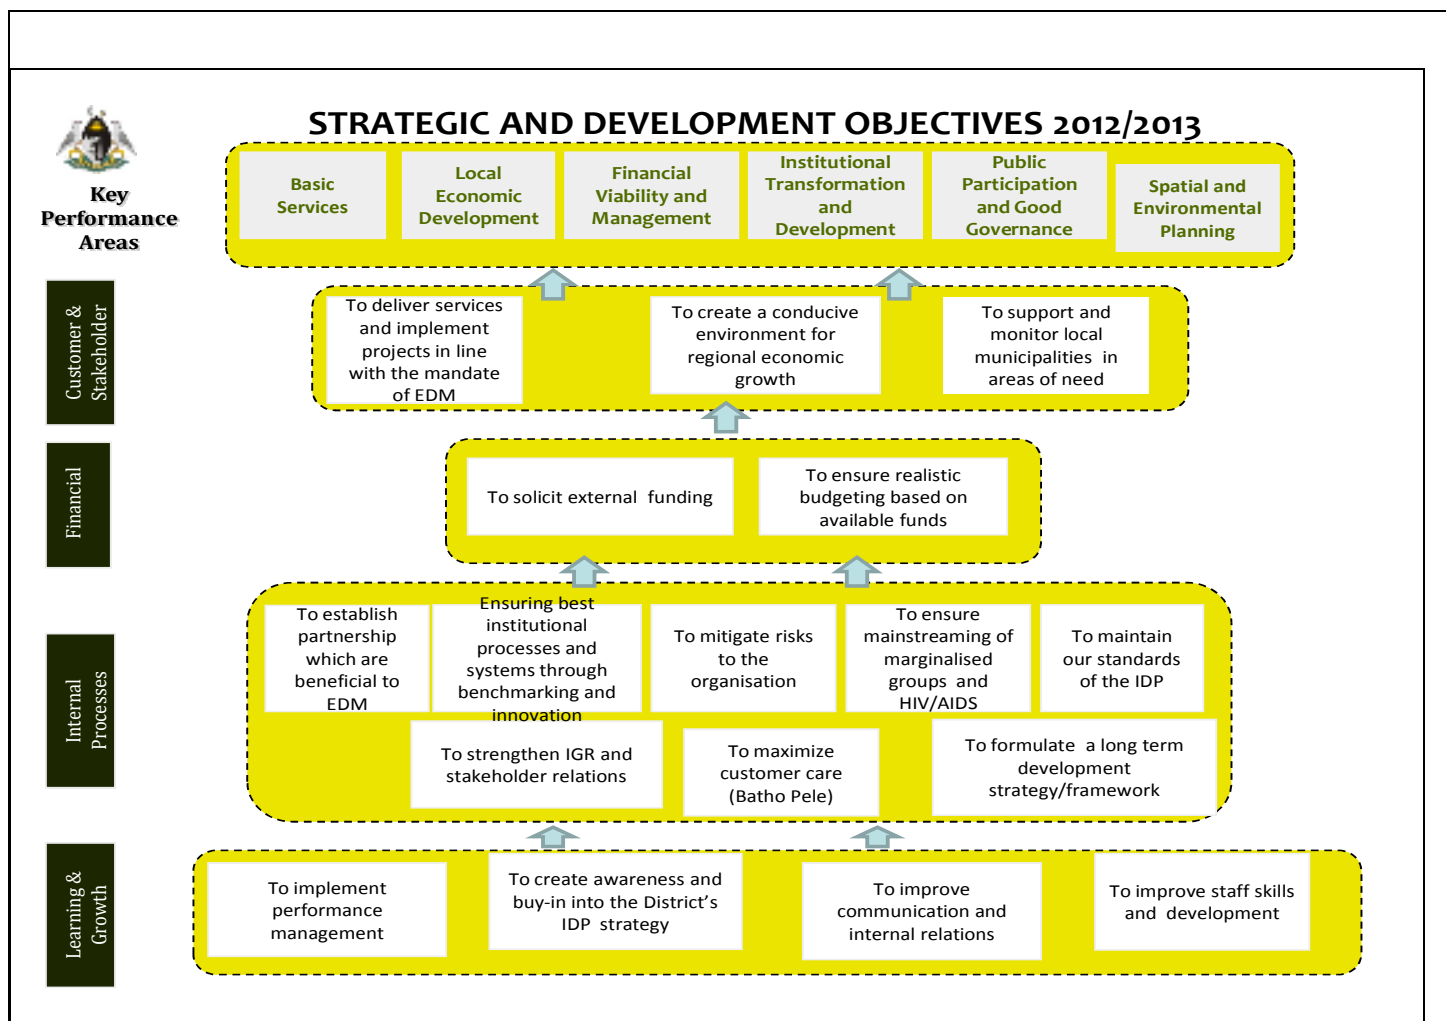 STRATEGIC AND DEVELOPMENT OBJECTIVES 2012/2013
Key
Performance
Areas
Basic
Services
Local
Economic
Development
Financial
Viability and
Management
Institutional
Transformation
and
Development
Public
Participation
and Good
Governance
Spatial and
Environmental
Planning
Customer &
Stakeholder
To deliver services
and implement
projects in line
with the mandate
of EDM
To create a conducive
environment for
regional economic
growth
To support and
monitor local
municipalities in
areas of need
Financial
To solicit external funding
To ensure realistic
budgeting based on
available funds
Internal
Processes
To establish
partnership
which are
beneficial to
EDM
Ensuring best
institutional
processes and
systems through
benchmarking and
innovation
To mitigate risks
to the
organisation
To ensure
mainstreaming of
marginalised
groups and
HIV/AIDS
To maintain
our standards
of the IDP
To strengthen IGR and
stakeholder relations
To maximize
customer care
(Batho Pele)
To formulate a long term
development
strategy/framework
Learning &
Growth
To implement
performance
management
To create awareness and
buy-in into the District's
IDP strategy
To improve
communication and
internal relations
To improve staff skills
and development